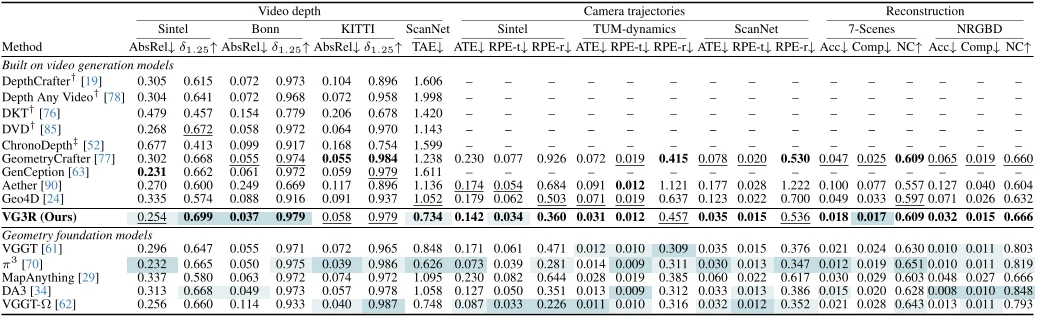 Video depth Camera trajectories Reconstruction
Sintel Bonn KITTI ScanNet Sintel TUM-dynamics ScanNet 7-Scenes NRGBD
Method AbsRel↓ δ1.25↑ AbsRel↓ δ1.25↑ AbsRel↓ δ1.25↑ TAE↓ ATE↓ RPE-t↓ RPE-r↓ ATE↓ RPE-t↓ RPE-r↓ ATE↓ RPE-t↓ RPE-r↓ Acc↓ Comp↓ NC↑ Acc↓ Comp↓ NC↑
Built on video generation models
DepthCrafter† [19] 0.305 0.615 0.072 0.973 0.104 0.896 1.606 – – – – – – – – – – – – – – –
Depth Any Video† [78] 0.304 0.641 0.072 0.968 0.072 0.958 1.998 – – – – – – – – – – – – – – –
DKT† [76] 0.479 0.457 0.154 0.779 0.206 0.678 1.420 – – – – – – – – – – – – – – –
DVD† [85] 0.268 0.672 0.058 0.972 0.064 0.970 1.143 – – – – – – – – – – – – – – –
ChronoDepth‡ [52] 0.677 0.413 0.099 0.917 0.168 0.754 1.599 – – – – – – – – – – – – – – –
GeometryCrafter [77] 0.302 0.668 0.055 0.974 0.055 0.984 1.238 0.230 0.077 0.926 0.072 0.019 0.415 0.078 0.020 0.530 0.047 0.025 0.609 0.065 0.019 0.660
GenCeption [63] 0.231 0.662 0.061 0.972 0.059 0.979 1.611 – – – – – – – – – – – – – – –
Aether [90] 0.270 0.600 0.249 0.669 0.117 0.896 1.136 0.174 0.054 0.684 0.091 0.012 1.121 0.177 0.028 1.222 0.100 0.077 0.557 0.127 0.040 0.604
Geo4D [24] 0.335 0.574 0.088 0.916 0.091 0.937 1.052 0.179 0.062 0.503 0.071 0.019 0.637 0.123 0.022 0.700 0.049 0.033 0.597 0.071 0.026 0.632
VG3R (Ours) 0.254 0.699 0.037 0.979 0.058 0.979 0.734 0.142 0.034 0.360 0.031 0.012 0.457 0.035 0.015 0.536 0.018 0.017 0.609 0.032 0.015 0.666
Geometry foundation models
VGGT [61] 0.296 0.647 0.055 0.971 0.072 0.965 0.848 0.171 0.061 0.471 0.012 0.010 0.309 0.035 0.015 0.376 0.021 0.024 0.630 0.010 0.011 0.803
π³ [70] 0.232 0.665 0.050 0.975 0.039 0.986 0.626 0.073 0.039 0.281 0.014 0.009 0.311 0.030 0.013 0.347 0.012 0.019 0.651 0.010 0.011 0.819
MapAnything [29] 0.337 0.580 0.063 0.972 0.074 0.972 1.095 0.230 0.082 0.644 0.028 0.019 0.385 0.060 0.022 0.617 0.030 0.029 0.603 0.048 0.027 0.666
DA3 [34] 0.313 0.668 0.049 0.973 0.057 0.978 1.058 0.127 0.050 0.351 0.013 0.009 0.312 0.033 0.013 0.386 0.015 0.020 0.628 0.008 0.010 0.848
VGGT-Ω [62] 0.256 0.660 0.114 0.933 0.040 0.987 0.748 0.087 0.033 0.226 0.011 0.010 0.316 0.032 0.012 0.352 0.021 0.028 0.643 0.013 0.011 0.793